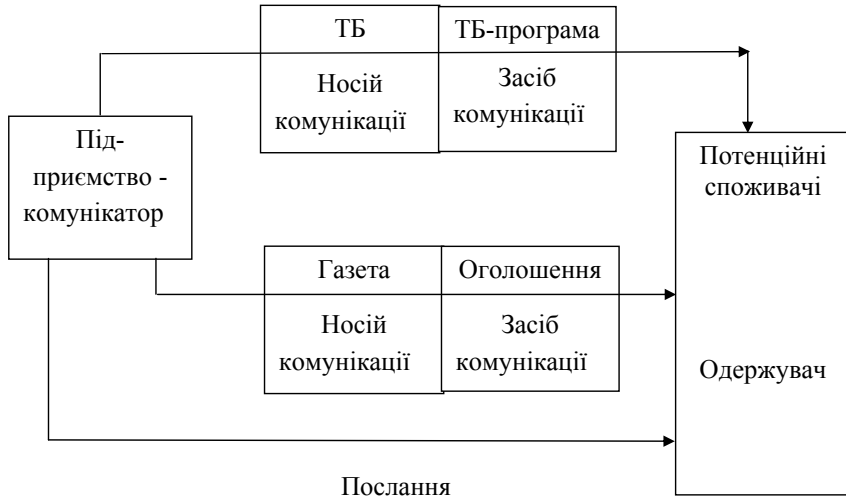 ТБ
ТБ-програма
Носій
комунікації
Засіб
комунікації
Під-
приємство -
комунікатор
Потенційні
споживачі
Газета
Оголошення
Носій
комунікації
Засіб
комунікації
Одержувач
Послання